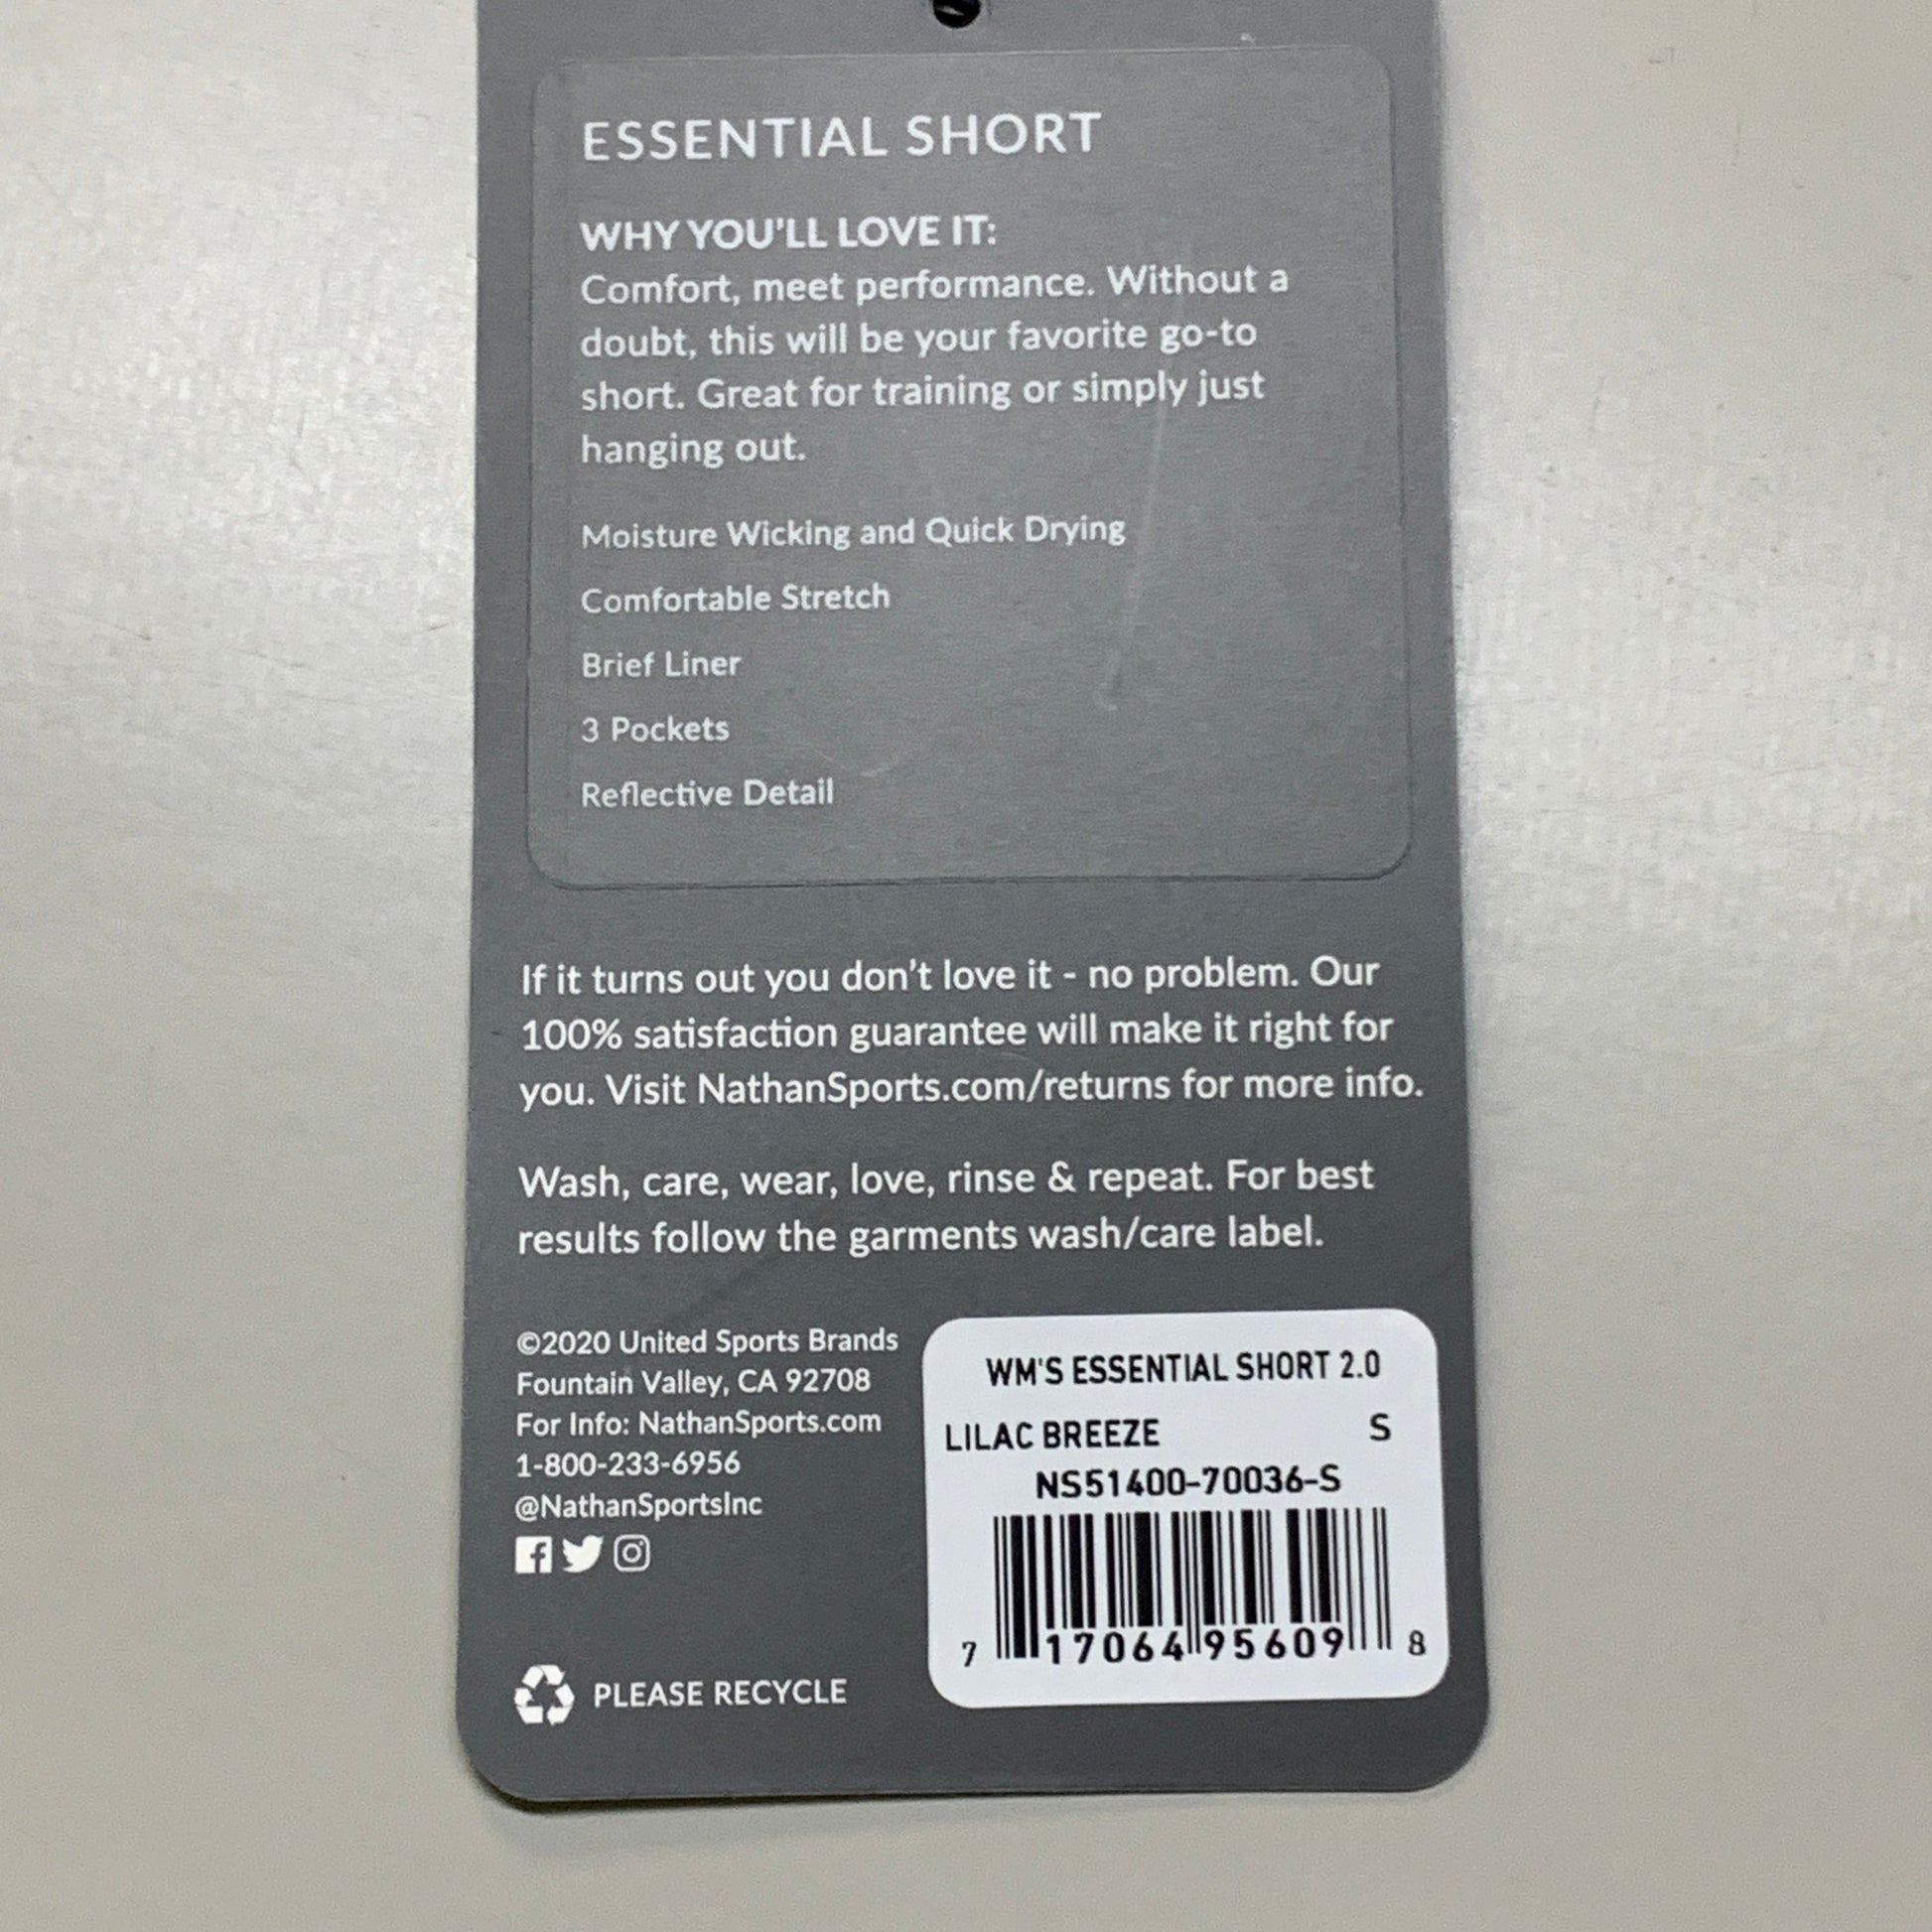 ESSENTIAL SHORT
WHY YOU'LL LOVE IT:
Comfort, meet performance. Without a
doubt, this will be your favorite go-to
short. Great for training or simply just
hanging out.
Moisture Wicking and Quick Drying
Comfortable Stretch
Brief Liner
3 Pockets
Reflective Detail
If it turns out you don't love it - no problem. Our
100% satisfaction guarantee will make it right for
you. Visit NathanSports.com/returns for more info.
Wash, care, wear, love, rinse & repeat. For best
results follow the garments wash/care label.
©2020 United Sports Brands
Fountain Valley, CA 92708
For Info: NathanSports.com
1-800-233-6956
@NathanSportsInc
PLEASE RECYCLE
WM'S ESSENTIAL SHORT 2.0
LILAC BREEZE S
NS51400-70036-S
7 17064 95609 8